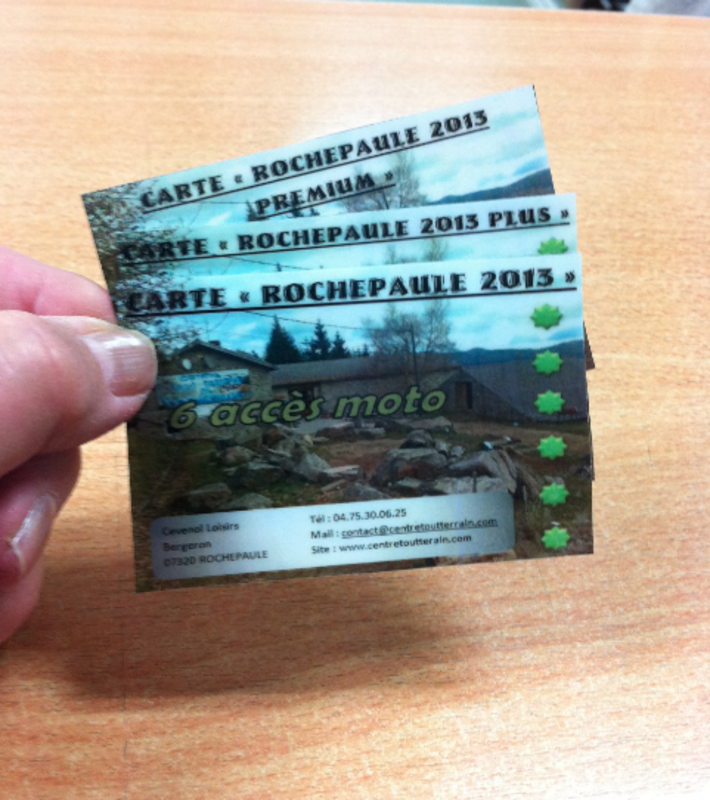 CARTE « ROCHEPAULE 2013
PREMIUM »
CARTE « ROCHEPAULE 2013 PLUS »
CARTE « ROCHEPAULE 2013 »
6 accès moto
Cevenol Loisirs
Bergeron
07320 ROCHEPAULE
Tél : 04.75.30.06.25
Mail : contact@centretoutterrain.com
Site : www.centretoutterrain.com